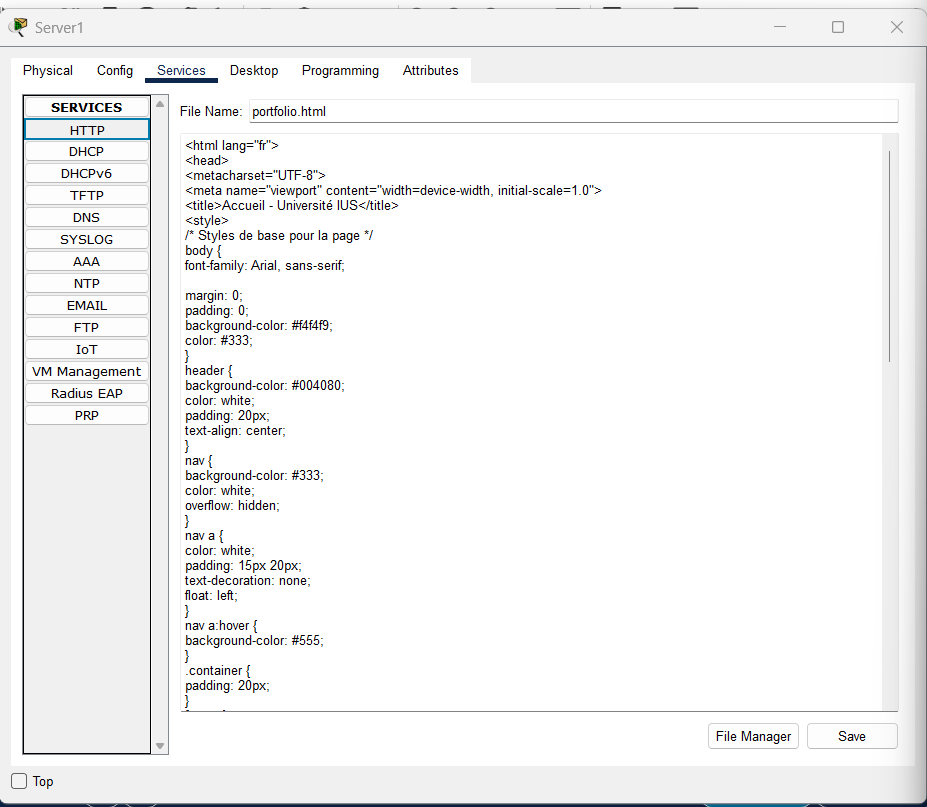 Server1
Physical Config Services Desktop Programming Attributes
SERVICES
HTTP
DHCP
DHCPv6
TFTP
DNS
SYSLOG
AAA
NTP
EMAIL
FTP
IoT
VM Management
Radius EAP
PRP
File Name: portfolio.html
<html lang="fr">
<head>
<metacharset="UTF-8">
<meta name="viewport" content="width=device-width, initial-scale=1.0">
<title>Accueil - Université IUS</title>
<style>
/* Styles de base pour la page */
body {
font-family: Arial, sans-serif;
margin: 0;
padding: 0;
background-color: #f4f4f9;
color: #333;
}
header {
background-color: #004080;
color: white;
padding: 20px;
text-align: center;
}
nav {
background-color: #333;
color: white;
overflow: hidden;
}
nav a {
color: white;
padding: 15px 20px;
text-decoration: none;
float: left;
}
nav a:hover {
background-color: #555;
}
.container {
padding: 20px;
}
File Manager Save
Top